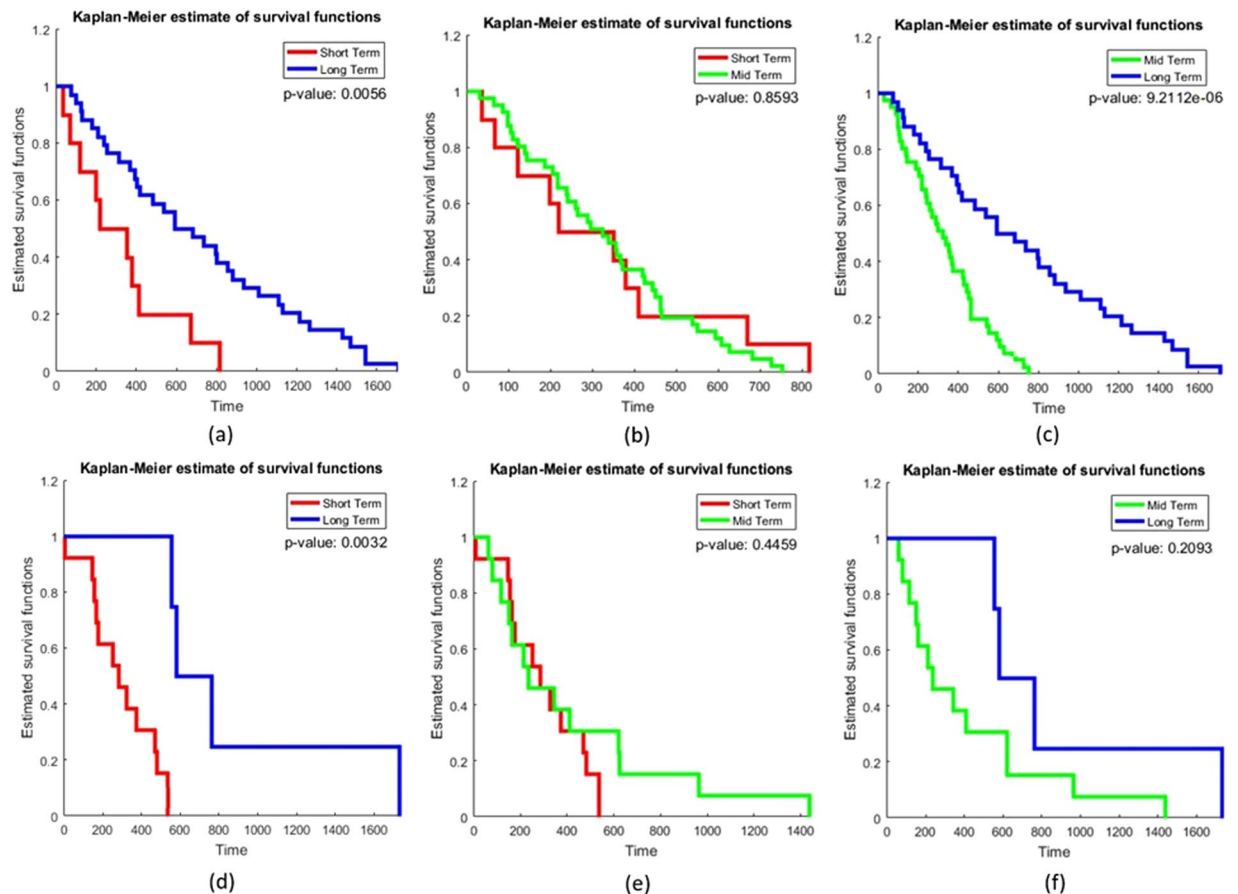 Kaplan-Meier estimate of survival functions
1.2
1
0.8
0.6
0.4
0.2
0
Estimated survival functions
Short Term
Long Term
p-value: 0.0056
0 200 400 600 800 1000 1200 1400 1600
Time
(a)
Kaplan-Meier estimate of survival functions
1.2
1
0.8
0.6
0.4
0.2
0
Estimated survival functions
Short Term
Mid Term
p-value: 0.8593
0 100 200 300 400 500 600 700 800
Time
(b)
Kaplan-Meier estimate of survival functions
1.2
1
0.8
0.6
0.4
0.2
0
Estimated survival functions
Mid Term
Long Term
p-value: 9.2112e-06
0 200 400 600 800 1000 1200 1400 1600
Time
(c)
Kaplan-Meier estimate of survival functions
1.2
1
0.8
0.6
0.4
0.2
0
Estimated survival functions
Short Term
Long Term
p-value: 0.0032
0 200 400 600 800 1000 1200 1400 1600
Time
(d)
Kaplan-Meier estimate of survival functions
1.2
1
0.8
0.6
0.4
0.2
0
Estimated survival functions
Short Term
Mid Term
p-value: 0.4459
0 200 400 600 800 1000 1200 1400
Time
(e)
Kaplan-Meier estimate of survival functions
1.2
1
0.8
0.6
0.4
0.2
0
Estimated survival functions
Mid Term
Long Term
p-value: 0.2093
0 200 400 600 800 1000 1200 1400 1600
Time
(f)